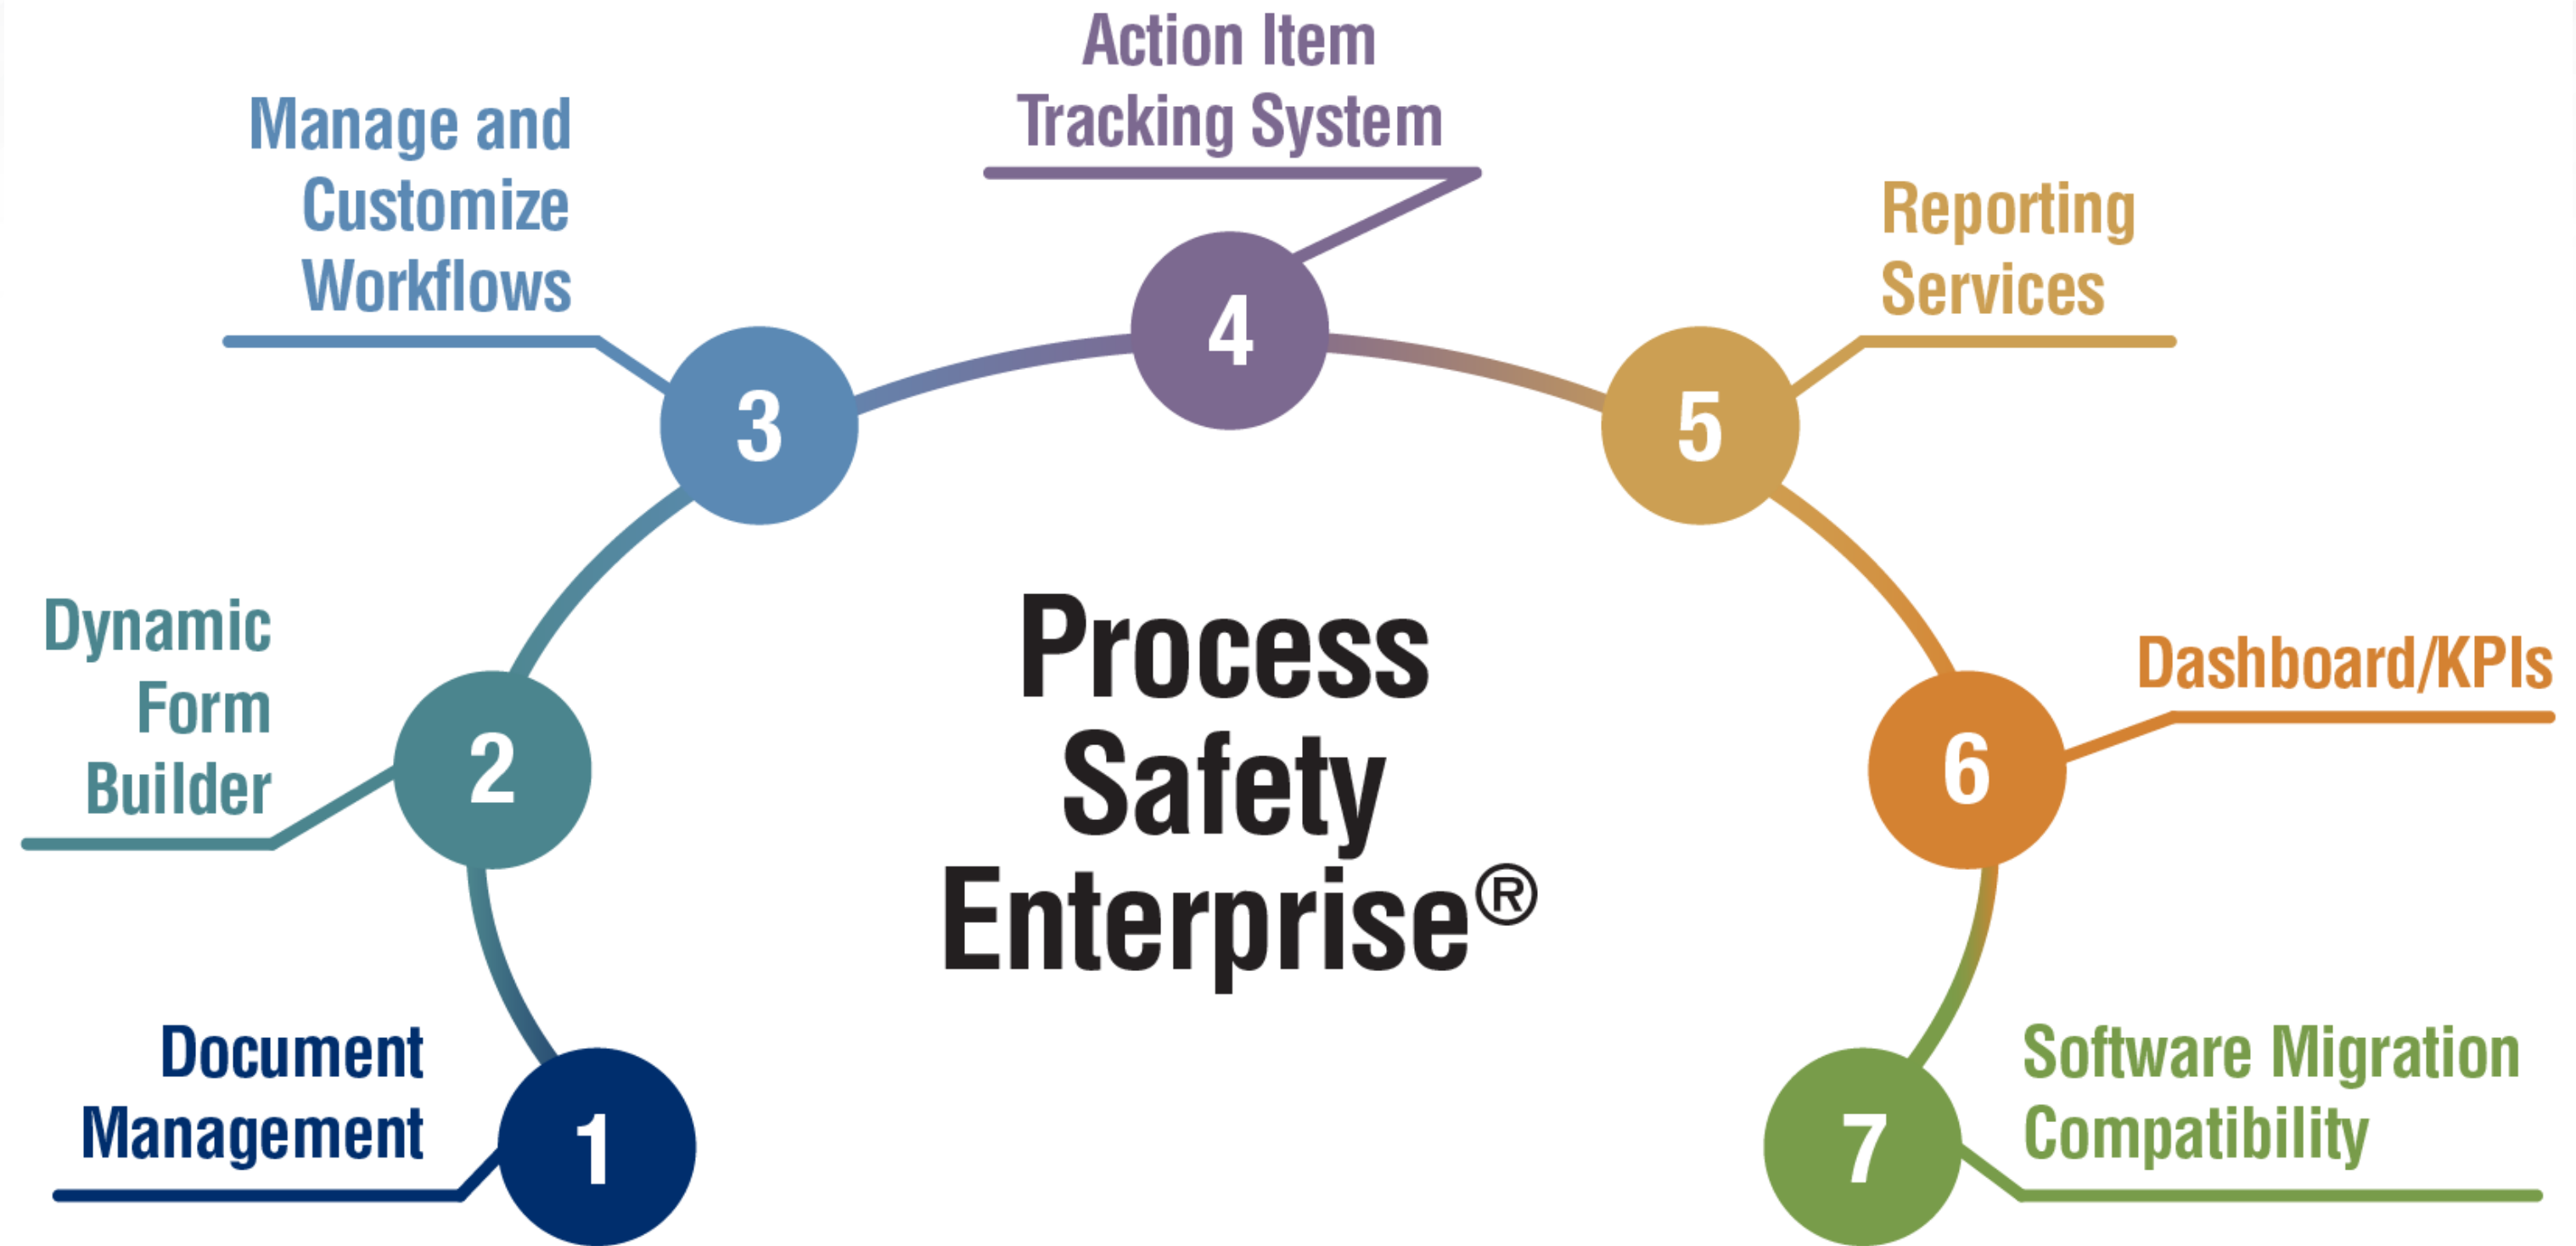 1
Document
Management
2
Dynamic
Form
Builder
3
Manage and
Customize
Workflows
4
Action Item
Tracking System
5
Reporting
Services
6
Dashboard/KPIs
7
Software Migration
Compatibility
Process
Safety
Enterprise®